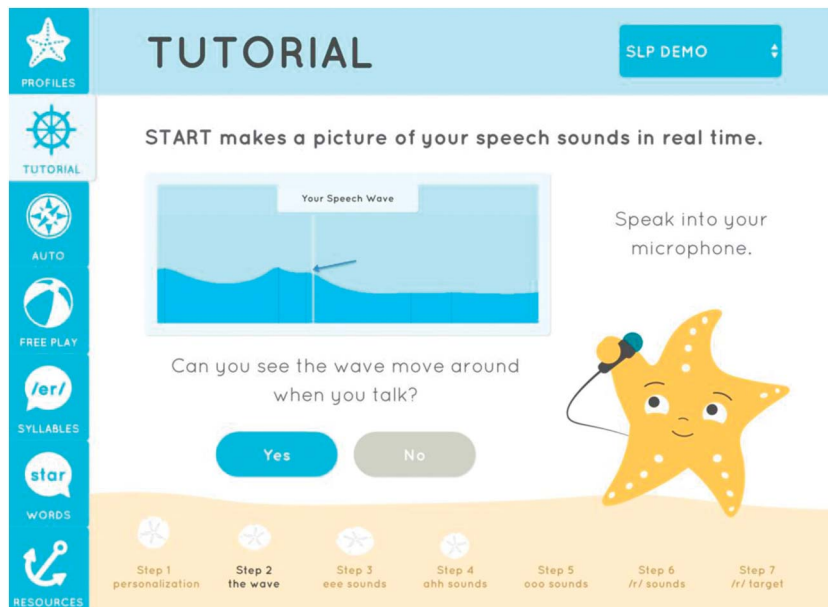 PROFILES
TUTORIAL
AUTO
FREE PLAY
/er/
SYLLABLES
star
WORDS
RESOURCES
TUTORIAL
SLP DEMO
START makes a picture of your speech sounds in real time.
Your Speech Wave
Speak into your
microphone.
Can you see the wave move around
when you talk?
Yes
No
Step 1
personalization
Step 2
the wave
Step 3
eee sounds
Step 4
ahh sounds
Step 5
ooo sounds
Step 6
/r/ sounds
Step 7
/r/ target